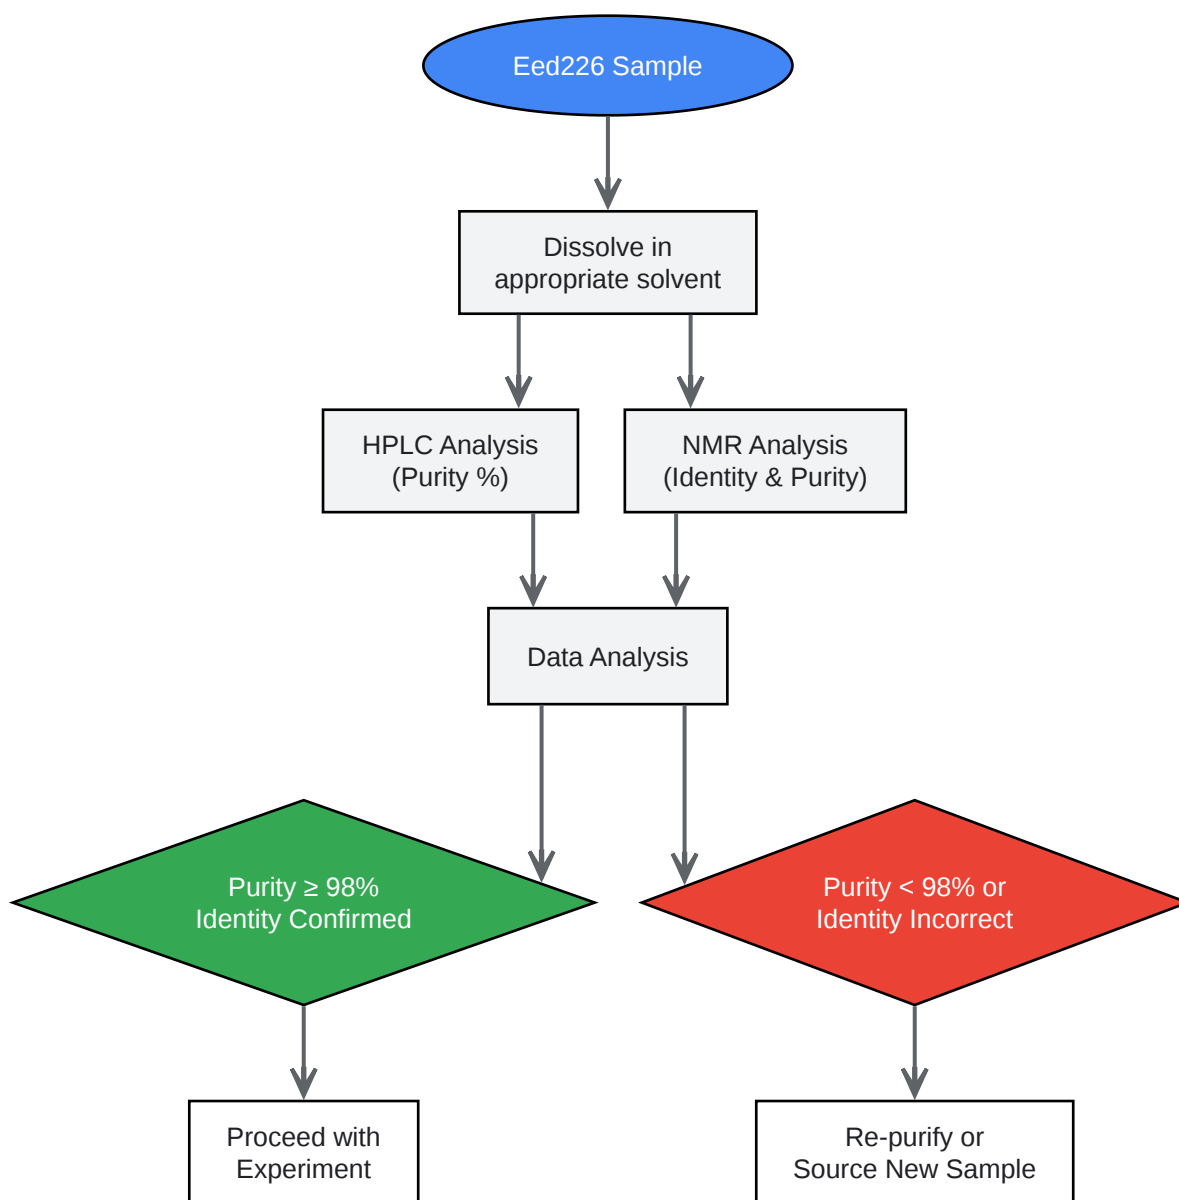 Eed226 Sample
Dissolve in
appropriate solvent
HPLC Analysis
(Purity %)
NMR Analysis
(Identity & Purity)
Data Analysis
Purity ≥ 98%
Identity Confirmed
Purity < 98% or
Identity Incorrect
Proceed with
Experiment
Re-purify or
Source New Sample